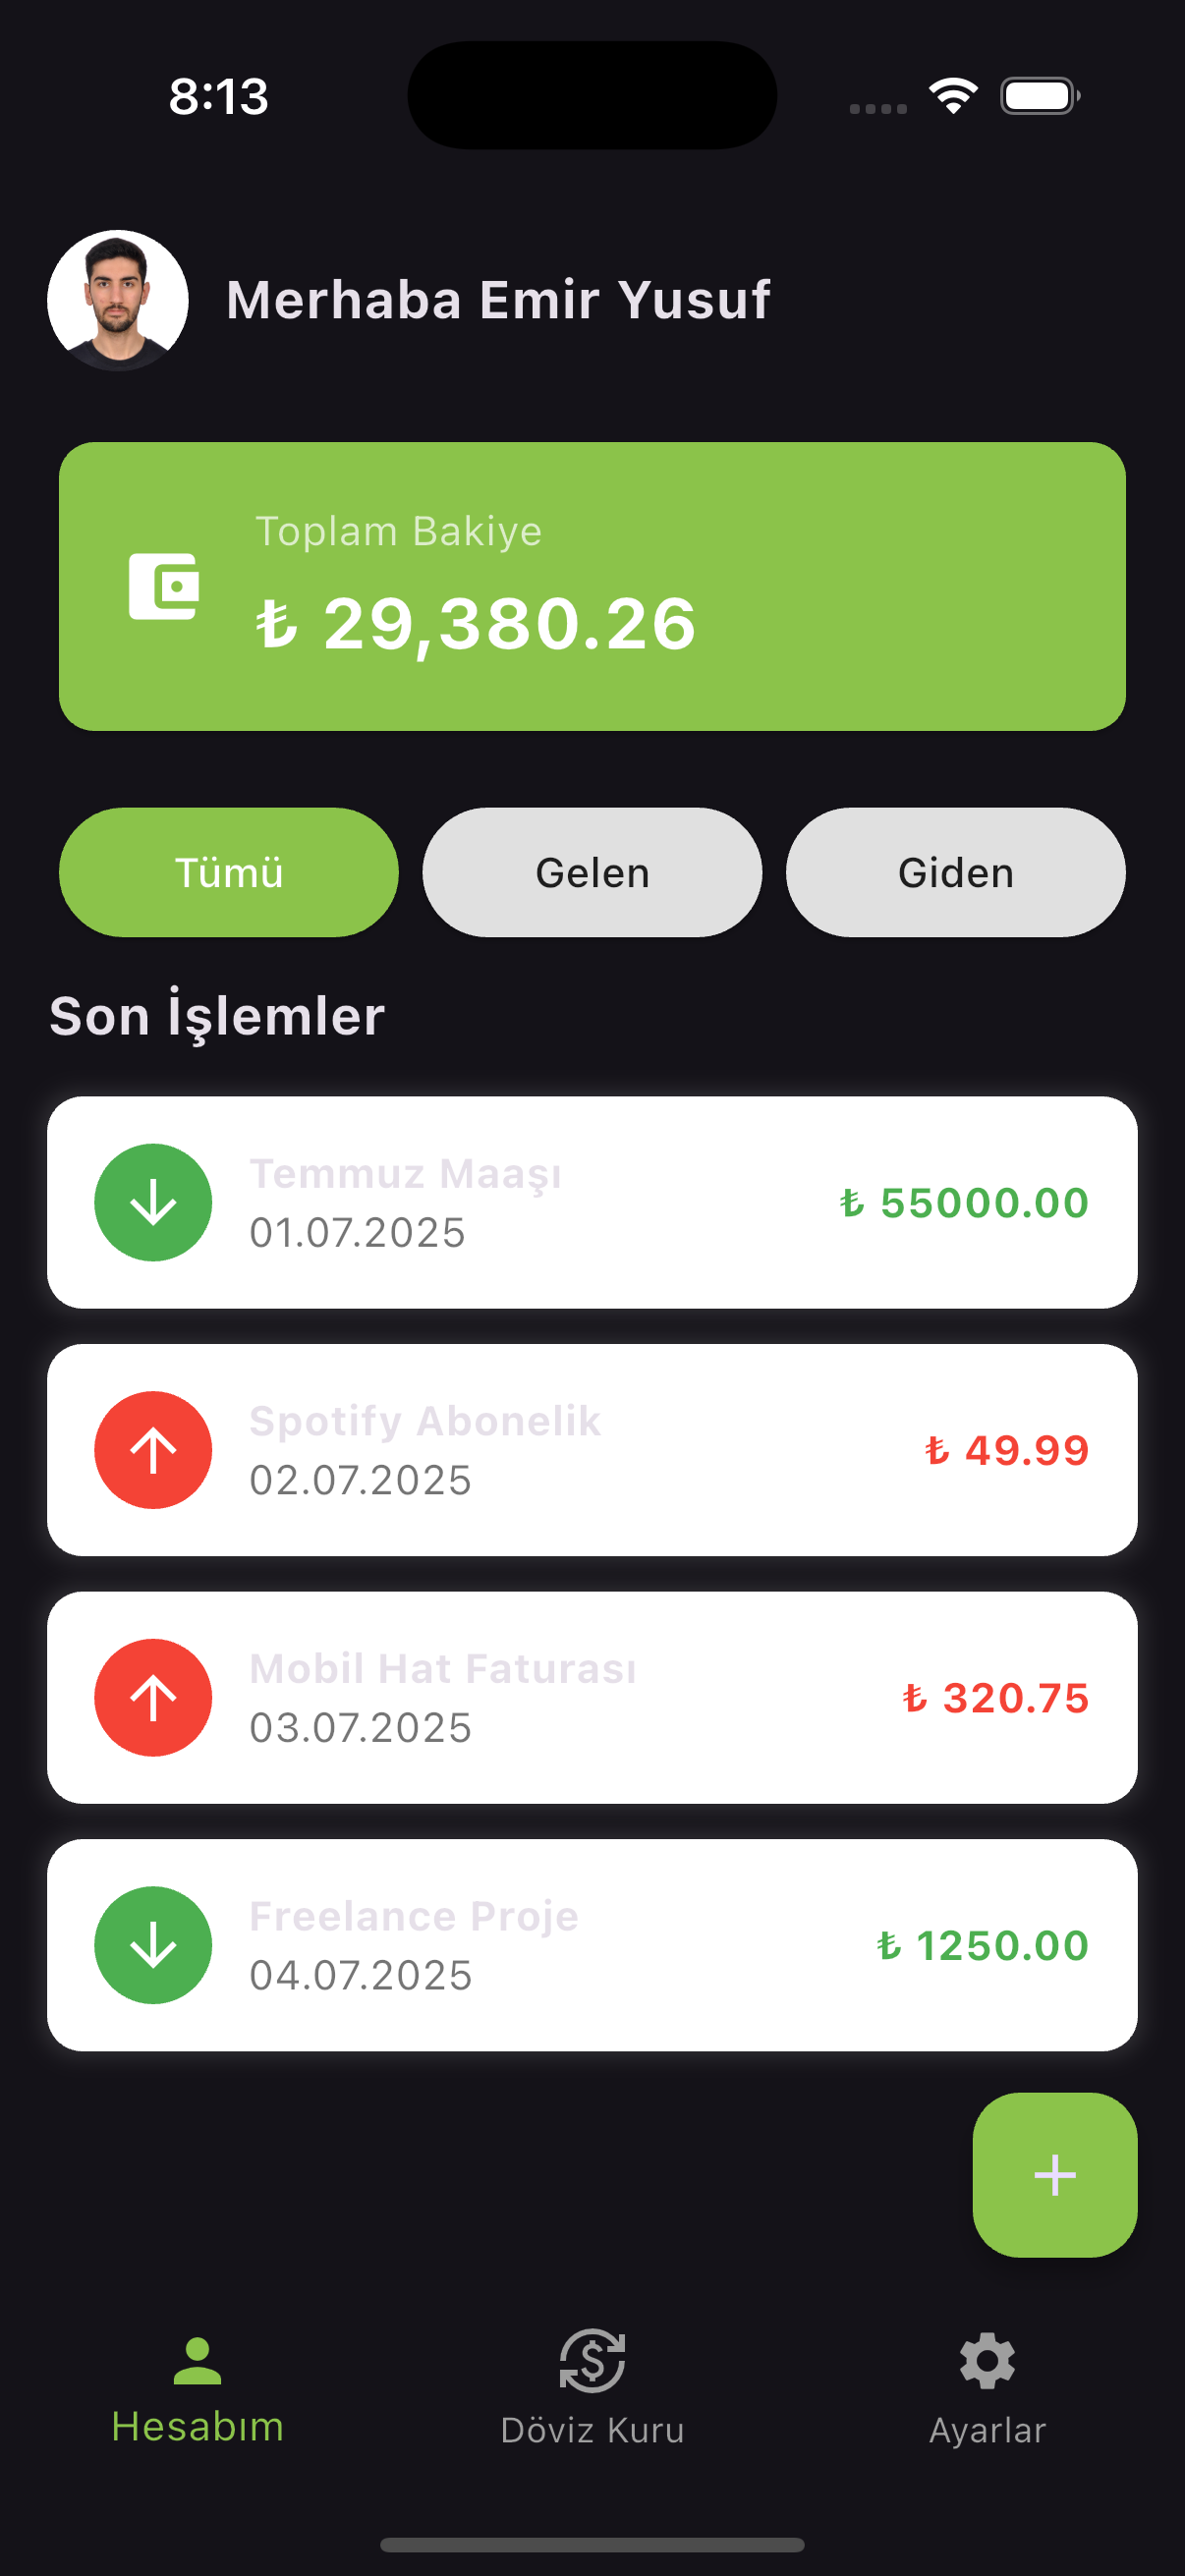 8:13
Merhaba Emir Yusuf
Toplam Bakiye
₺ 29,380.26
Tümü
Gelen
Giden
Son İşlemler
Temmuz Maaşı
01.07.2025
₺ 55000.00
Spotify Abonelik
02.07.2025
₺ 49.99
Mobil Hat Faturası
03.07.2025
₺ 320.75
Freelance Proje
04.07.2025
₺ 1250.00
+
Hesabım
Döviz Kuru
Ayarlar